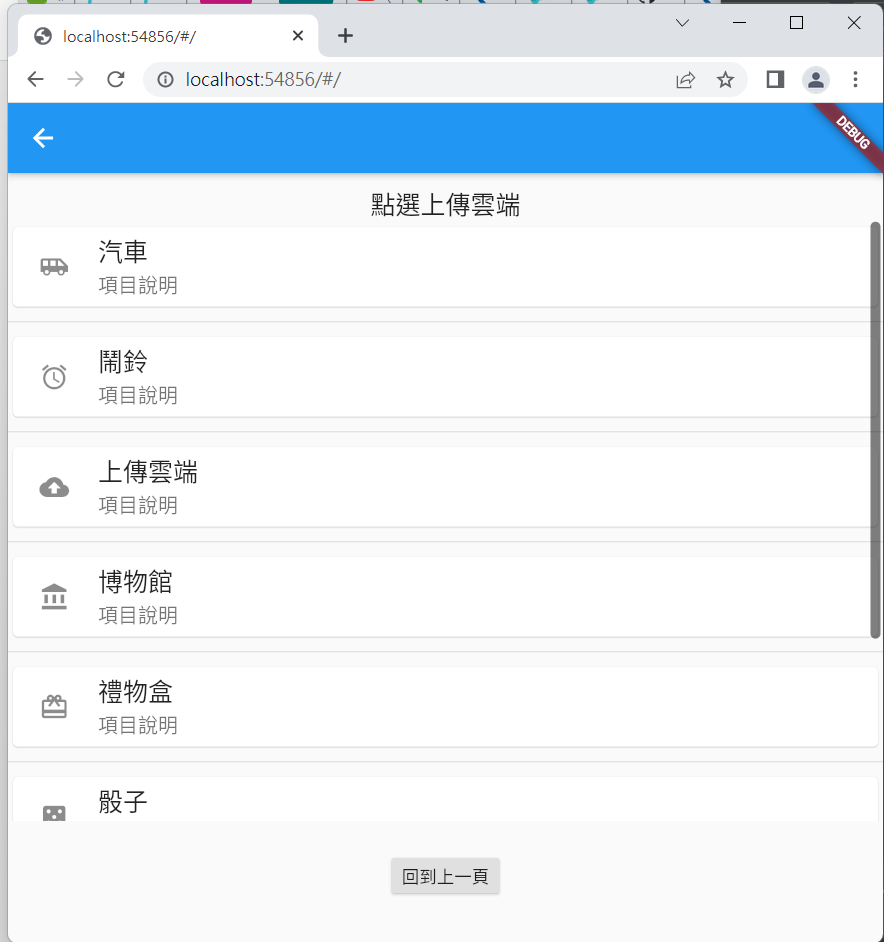 localhost:54856/#/
localhost:54856/#/
DEBUG
點選上傳雲端
汽車
項目說明
鬧鈴
項目說明
上傳雲端
項目說明
博物館
項目說明
禮物盒
項目說明
骰子
回到上一頁